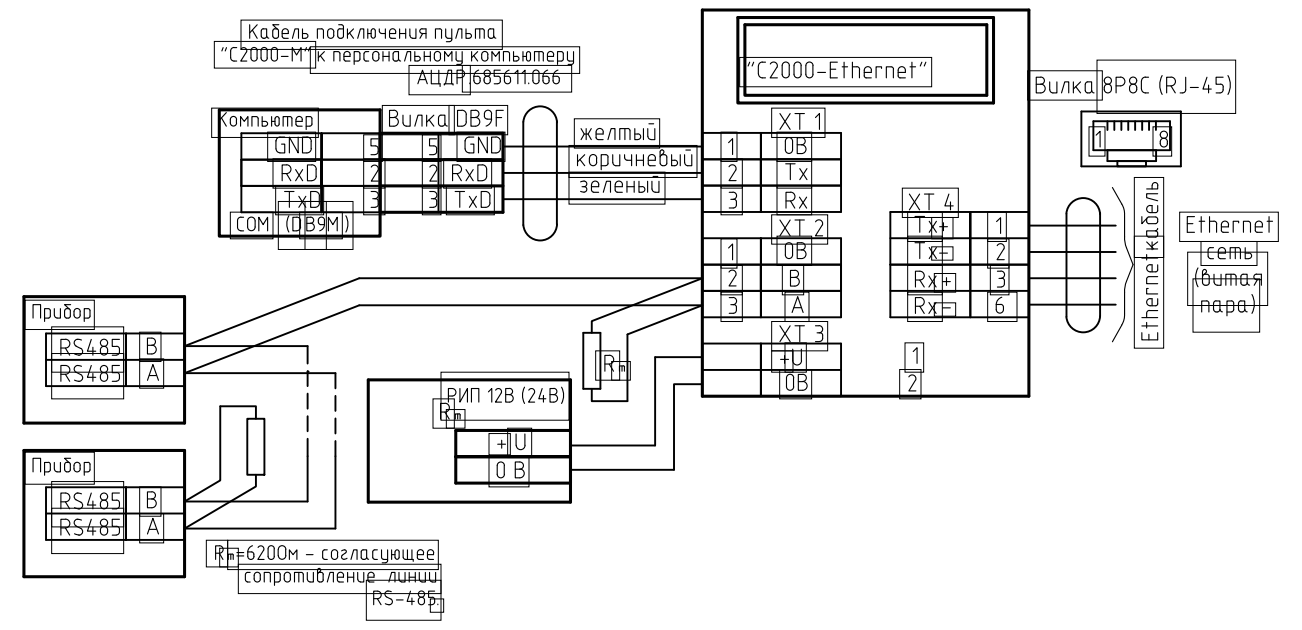 Кабель подключения пульта
"С2000-М" к персональному компьютеру
АЦДР.685611.066
"С2000-Ethernet"
Вилка 8P8C (RJ-45)
1 8
Компьютер
GND 5
RxD 2
TxD 3
COM (DB9M)
Вилка DB9F
5 GND
2 RxD
3 TxD
желтый
коричневый
зеленый
XT 1
1 0В
2 Tx
3 Rx
XT 2
1 0В
2 B
3 A
XT 3
+U 1
0В 2
XT 4
Tx+ 1
Tx- 2
Rx+ 3
Rx- 6
Ethernetкабель
Ethernet
сеть
(витая
пара)
Прибор
RS485 B
RS485 A
Rт
РИП 12В (24В)
Rт
+ U
0 В
Прибор
RS485 B
RS485 A
Rт=620Ом – согласующее
сопротивление линии
RS-485.